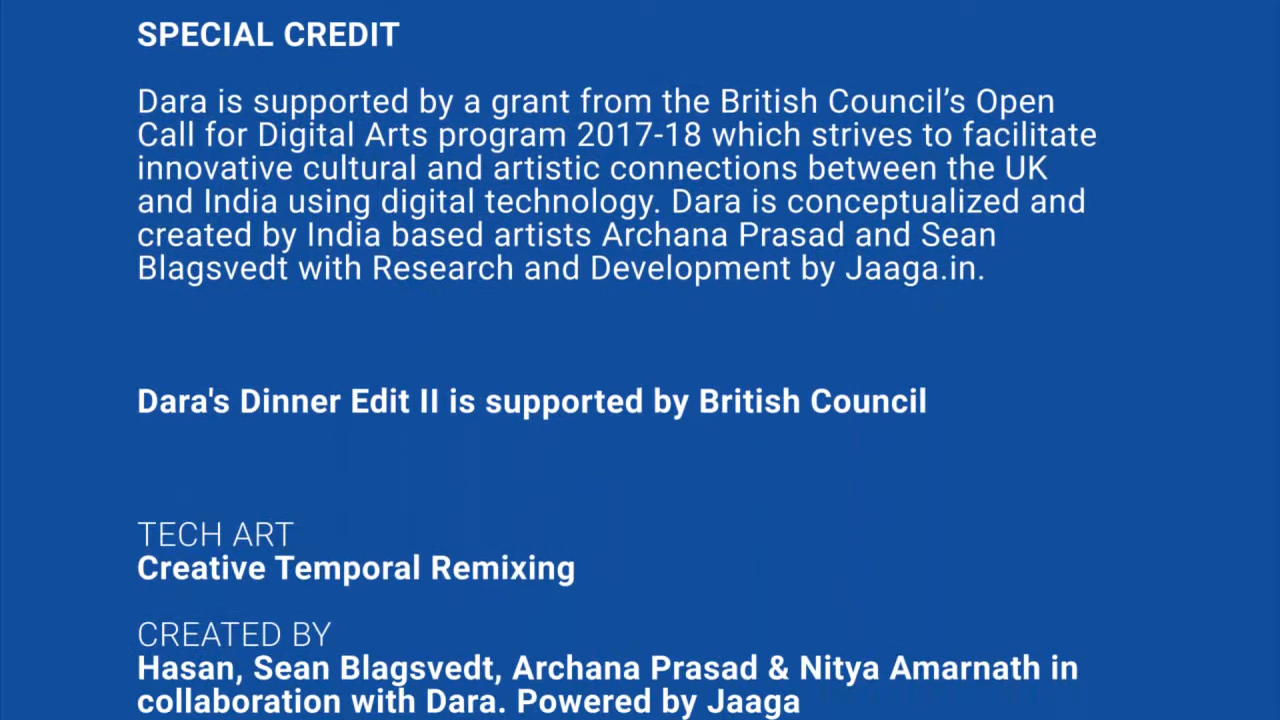 SPECIAL CREDIT
Dara is supported by a grant from the British Council’s Open
Call for Digital Arts program 2017-18 which strives to facilitate
innovative cultural and artistic connections between the UK
and India using digital technology. Dara is conceptualized and
created by India based artists Archana Prasad and Sean
Blagsvedt with Research and Development by Jaaga.in.
Dara's Dinner Edit II is supported by British Council
TECH ART
Creative Temporal Remixing
CREATED BY
Hasan, Sean Blagsvedt, Archana Prasad & Nitya Amarnath in
collaboration with Dara. Powered by Jaaga